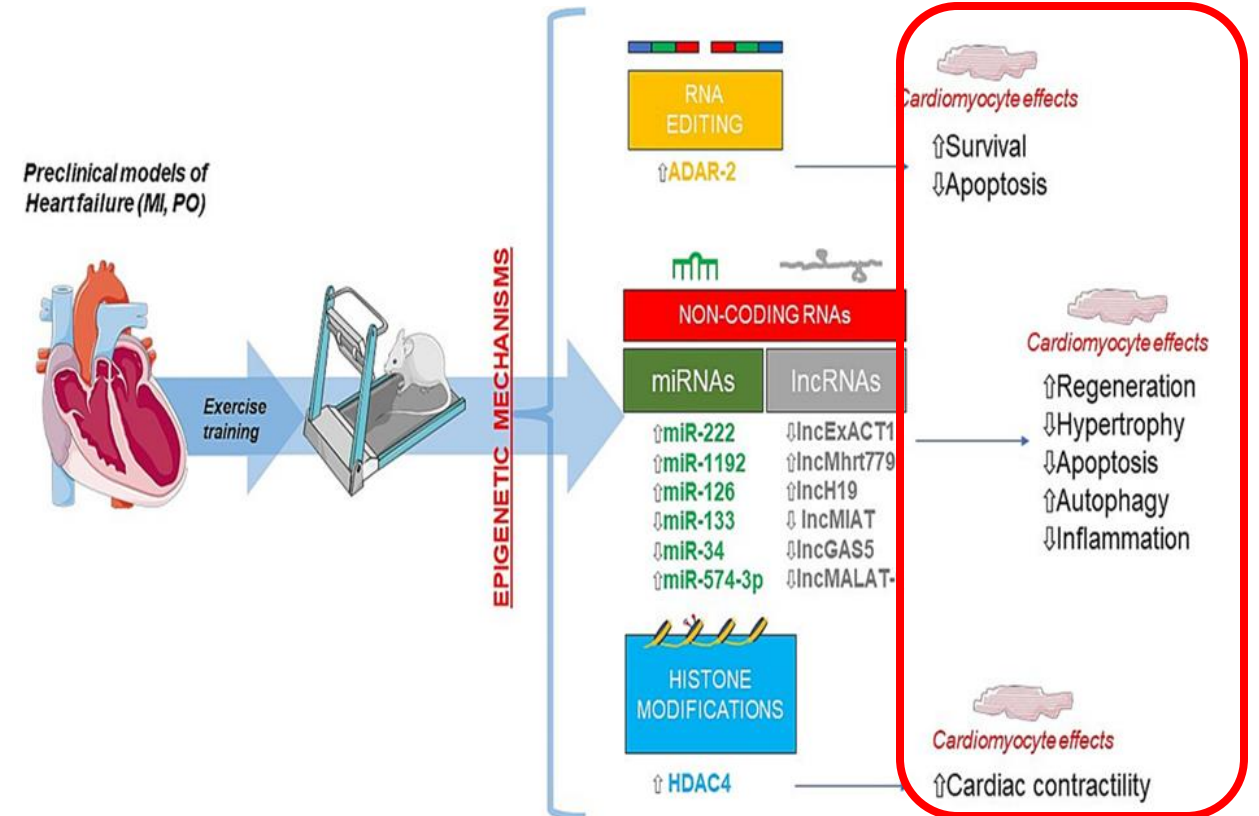 Preclinical models of
Heart failure (MI, PO)
Exercise
training
EPIGENETIC MECHANISMS
RNA
EDITING
⇧ADAR-2
Cardiomyocyte effects
⇧Survival
⇩Apoptosis
NON-CODING RNAs
miRNAs
lncRNAs
⇧miR-222
⇧miR-1192
⇧miR-126
⇩miR-133
⇩miR-34
⇧miR-574-3p
⇩lncExACT1
⇧lncMhrt779
⇧lncH19
⇩lncMIAT
⇩lncGAS5
⇩lncMALAT-
Cardiomyocyte effects
⇧Regeneration
⇩Hypertrophy
⇩Apoptosis
⇧Autophagy
⇩Inflammation
HISTONE
MODIFICATIONS
⇧ HDAC4
Cardiomyocyte effects
⇧Cardiac contractility